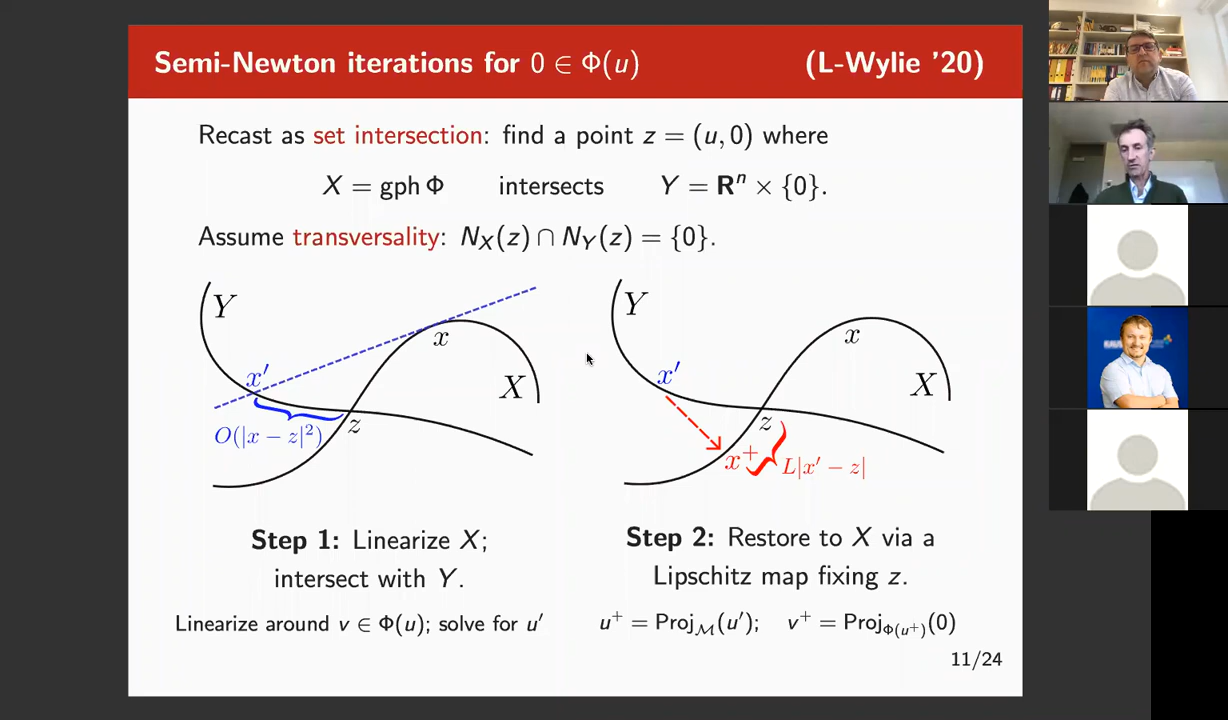 Semi-Newton iterations for 0 ∈ Φ(u) (L-Wylie '20)
Recast as set intersection: find a point z = (u, 0) where
X = gph Φ intersects Y = Rⁿ × {0}.
Assume transversality: N_X(z) ∩ N_Y(z) = {0}.
Y
x
x′
X
z
O(|x − z|²)
Y
x
x′
X
z
x⁺
L|x′ − z|
Step 1: Linearize X;
intersect with Y.
Linearize around v ∈ Φ(u); solve for u′
Step 2: Restore to X via a
Lipschitz map fixing z.
u⁺ = Proj_M(u′); v⁺ = Proj_Φ(u⁺)(0)
11/24